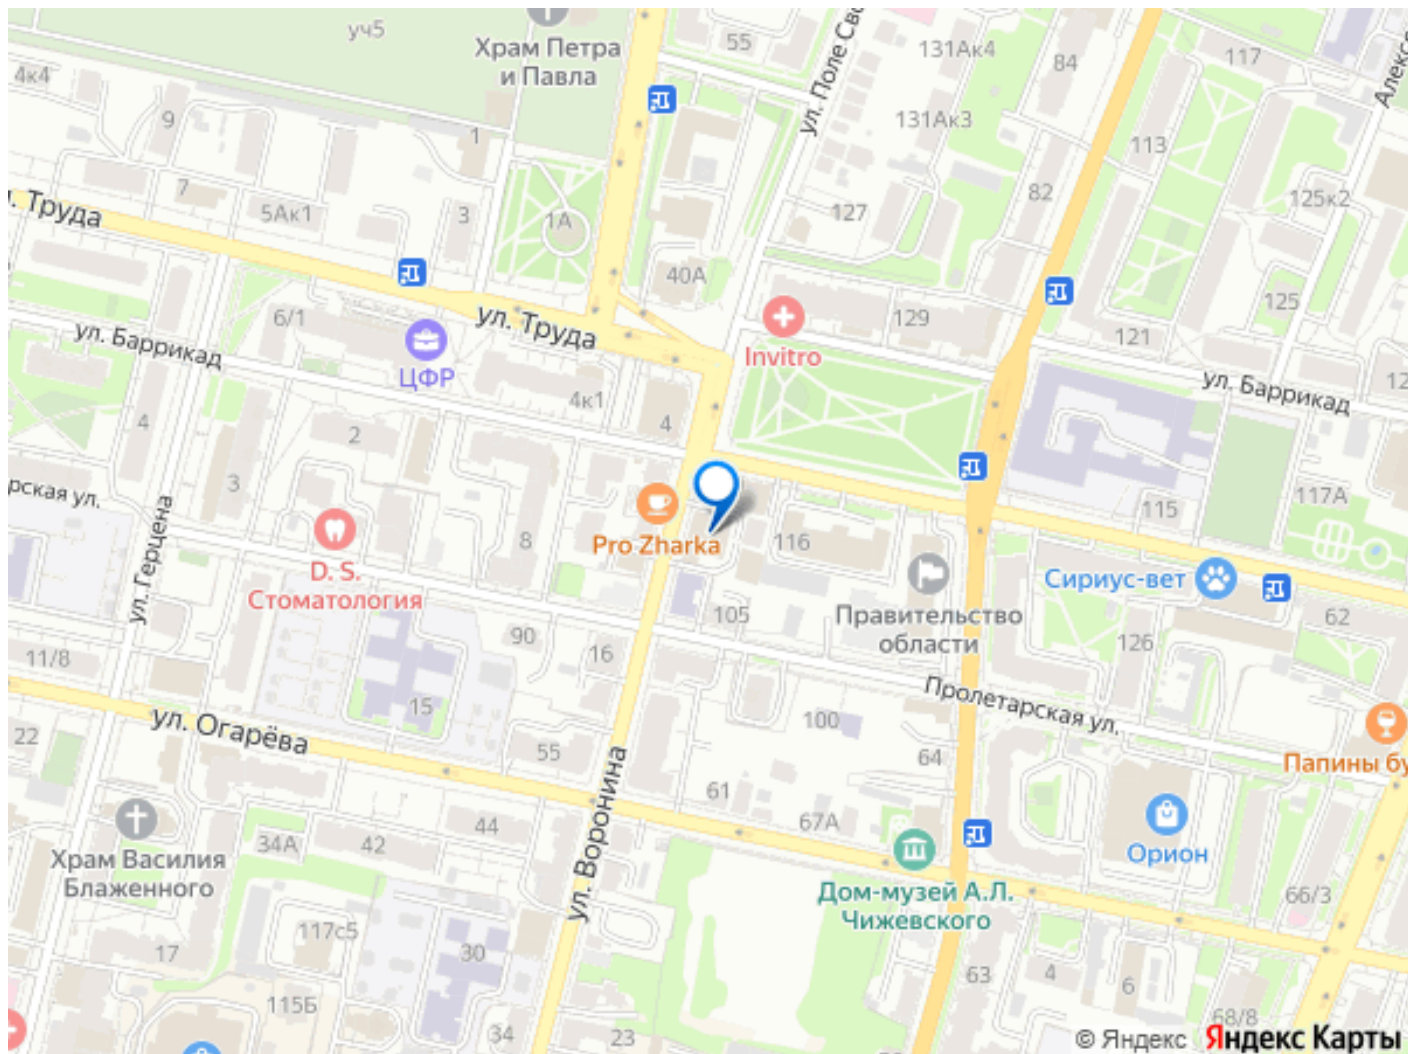 уч5
Храм Петра
и Павла
55
ул. Поле Сво
131Ак4
84
117
Алексе
4к4
9
1
131Ак3
113
7
5Ак1
3
1А
127
82
125к2
л. Труда
40А
125
6/1
ул. Труда
129
121
ул. Баррикад
ЦФР
Invitro
ул. Баррикад
12
4к1
4
2
4
3
рская ул.
ул. Герцена
117А
115
8
Pro Zharka
116
D. S.
Стоматология
Сириус-вет
Правительство
области
105
62
90
126
16
11/8
15
Пролетарская ул.
100
ул. Огарёва
22
55
64
Папины бу
ул. Воронина
61
67А
44
34А
42
Орион
Храм Василия
Блаженного
Дом-музей А.Л.
Чижевского
66/3
117с5
17
30
63
4
6
115Б
68/8
34
23
© Яндекс Яндекс Карты